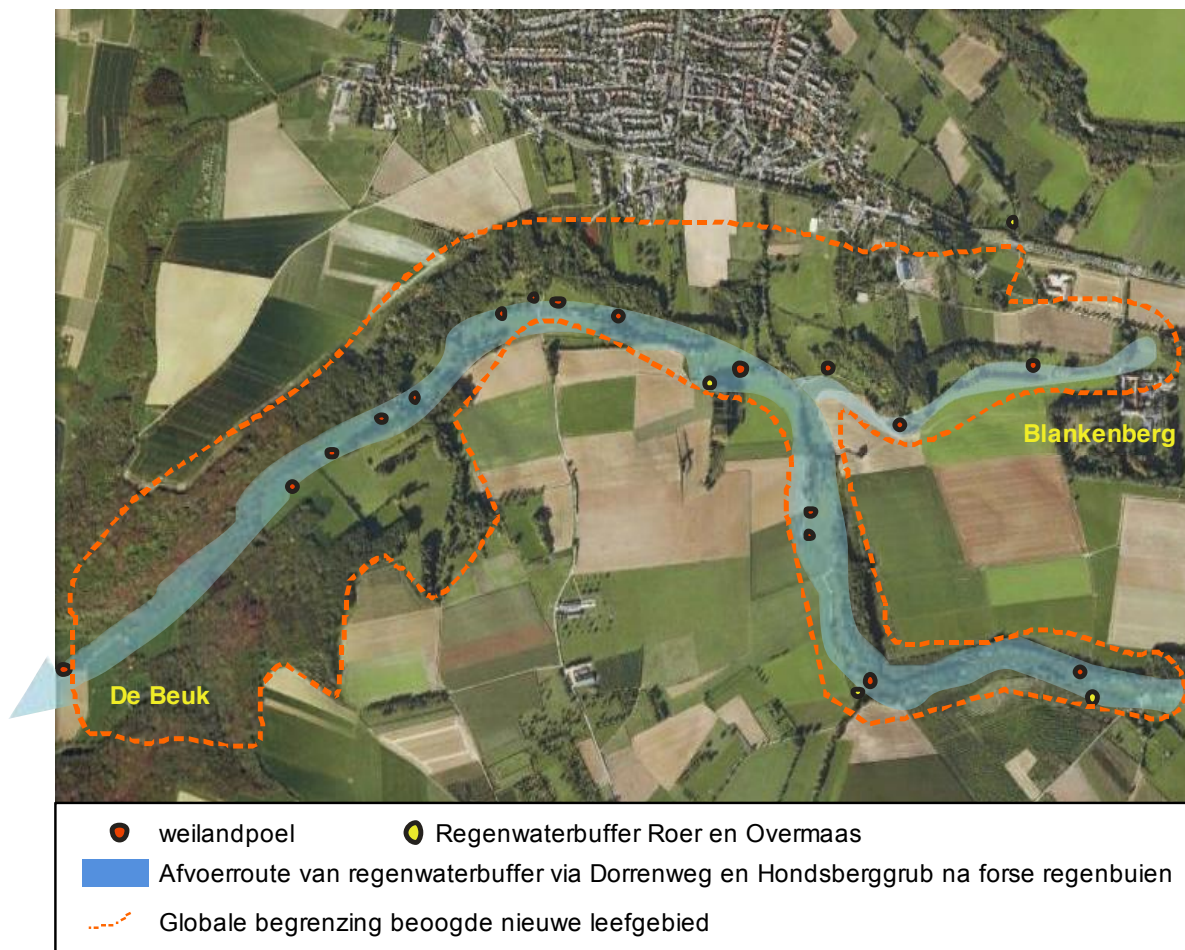 Blankenberg
De Beuk
weilandpoel
Regenwaterbuffer Roer en Overmaas
Afvoerroute van regenwaterbuffer via Dorrenweg en Hondsberggrub na forse regenbuien
Globale begrenzing beoogde nieuwe leefgebied